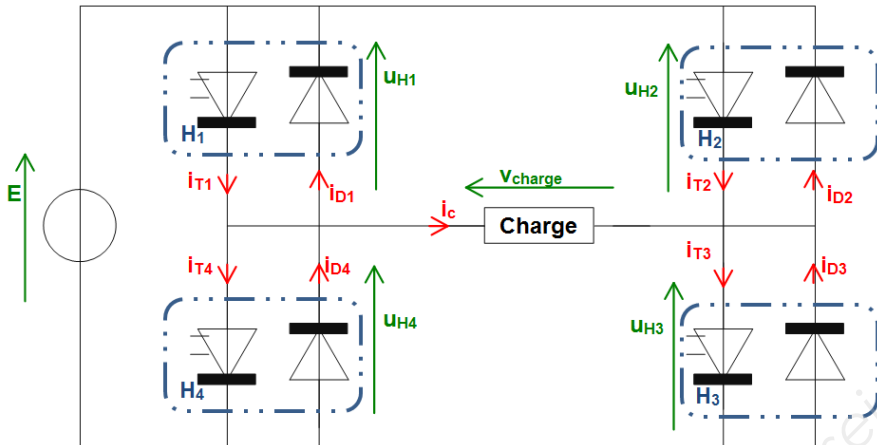 uH1
uH2
H1
H2
iT1
iD1
vcharge
iT2
iD2
E
ic
Charge
iT4
iD4
iT3
iD3
uH4
uH3
H4
H3